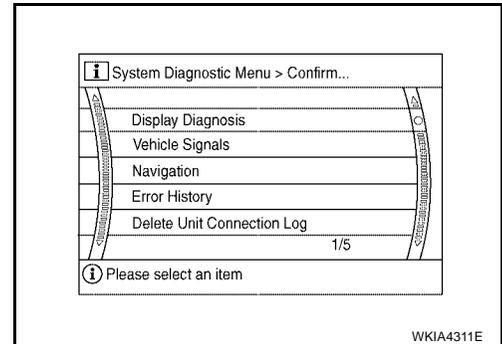 i System Diagnostic Menu > Confirm...
Display Diagnosis
Vehicle Signals
Navigation
Error History
Delete Unit Connection Log
1/5
i Please select an item
WKIA4311E